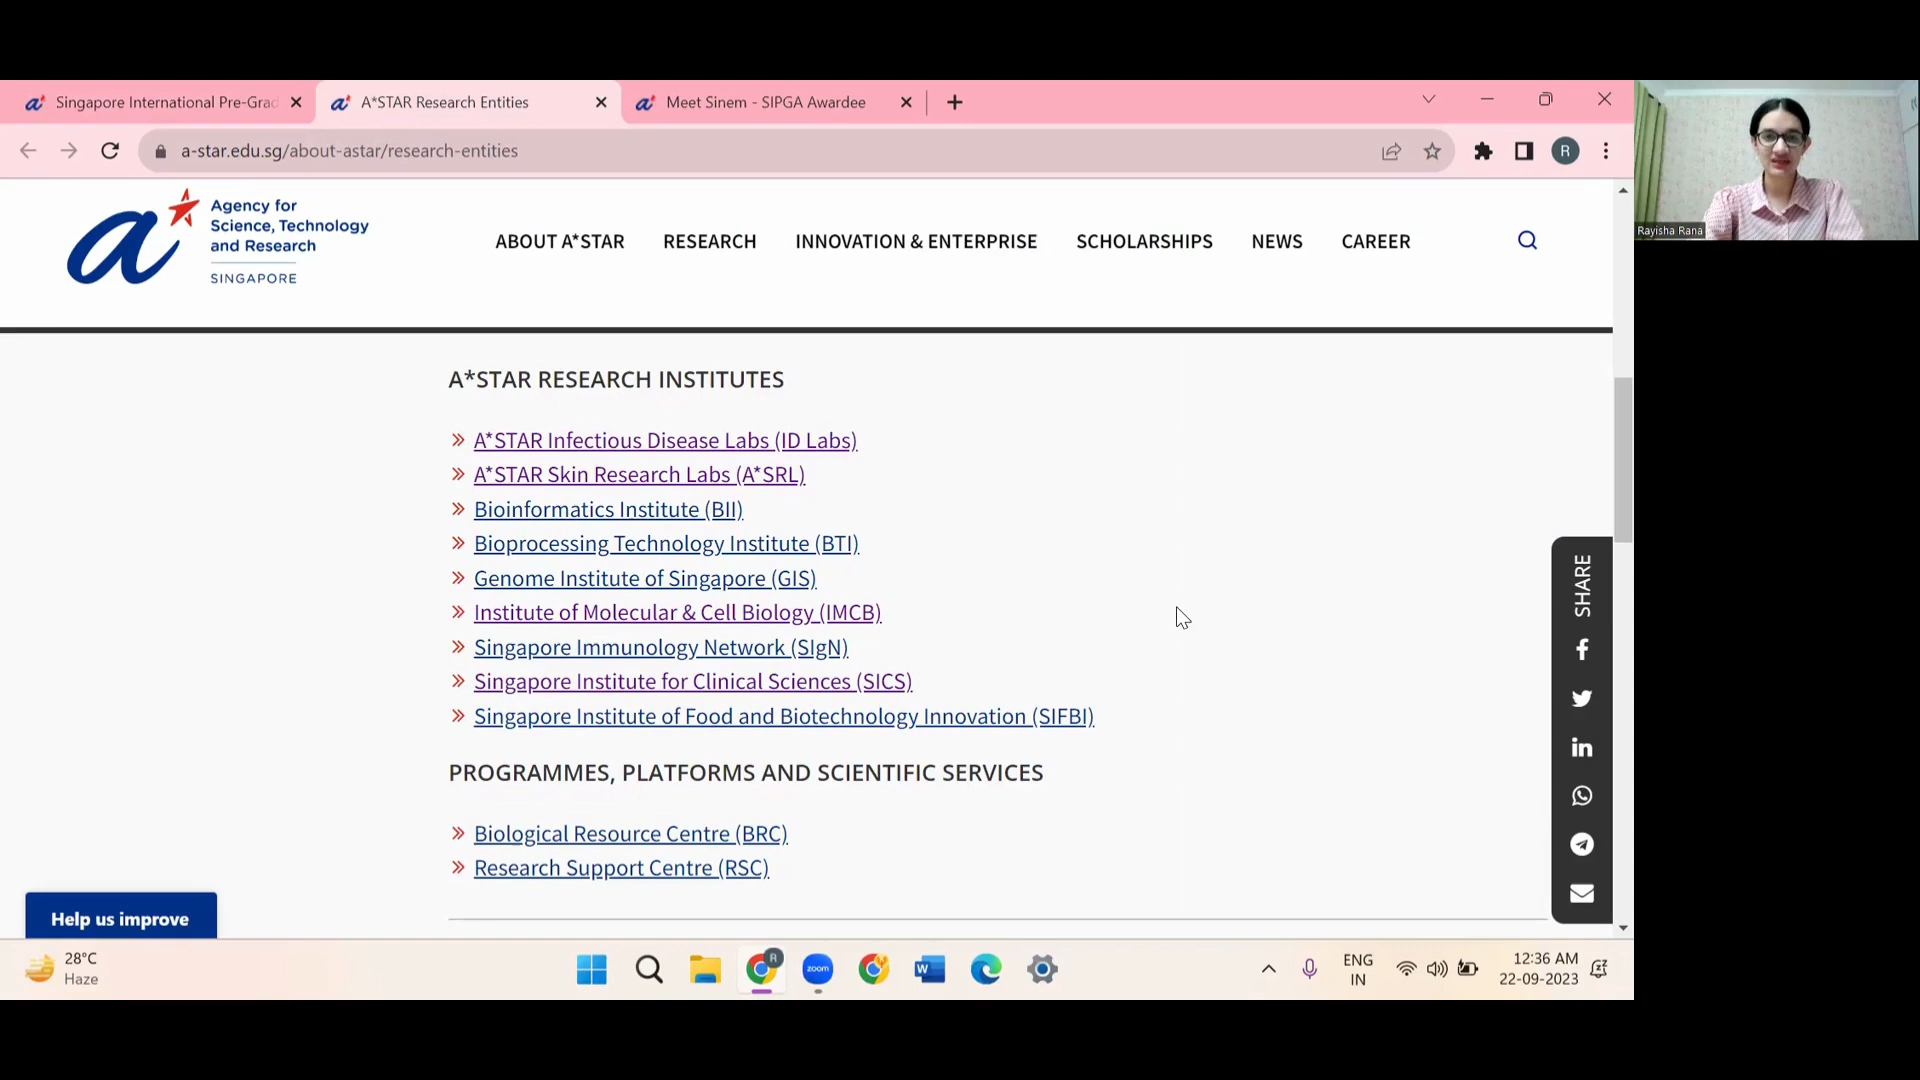 Singapore International Pre-Grad
A*STAR Research Entities
Meet Sinem - SIPGA Awardee
a-star.edu.sg/about-astar/research-entities
R
Rayisha Rana
Agency for
Science, Technology
and Research
SINGAPORE
ABOUT A*STAR
RESEARCH
INNOVATION & ENTERPRISE
SCHOLARSHIPS
NEWS
CAREER
A*STAR RESEARCH INSTITUTES
A*STAR Infectious Disease Labs (ID Labs)
A*STAR Skin Research Labs (A*SRL)
Bioinformatics Institute (BII)
Bioprocessing Technology Institute (BTI)
Genome Institute of Singapore (GIS)
Institute of Molecular & Cell Biology (IMCB)
Singapore Immunology Network (SIgN)
Singapore Institute for Clinical Sciences (SICS)
Singapore Institute of Food and Biotechnology Innovation (SIFBI)
PROGRAMMES, PLATFORMS AND SCIENTIFIC SERVICES
Biological Resource Centre (BRC)
Research Support Centre (RSC)
SHARE
Help us improve
28°C
Haze
R
zoom
W
ENG
IN
12:36 AM
22-09-2023